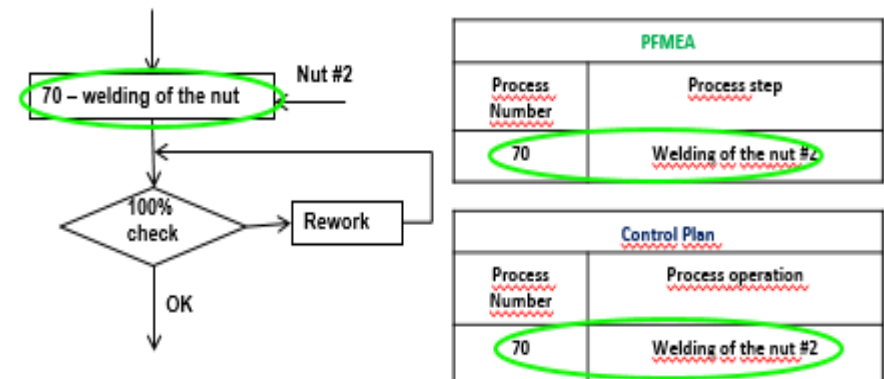 Nut #2
70 – welding of the nut
100%
check
Rework
OK
PFMEA
Process
Number
Process step
70
Welding of the nut #2
Control Plan
Process
Number
Process operation
70
Welding of the nut #2